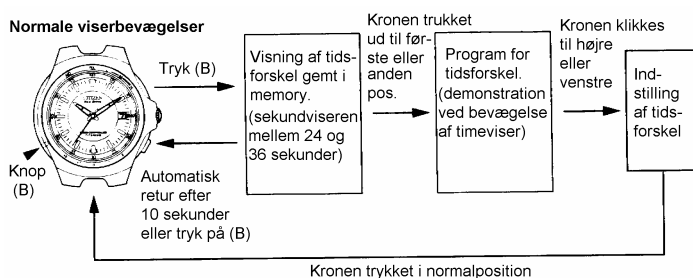 Normale viserbevægelser
Tryk (B)
Knop
(B)
Automatisk
retur efter
10 sekunder
eller tryk på (B)
Visning af tids-
forskel gemt i
memory.
(sekundviseren
mellem 24 og
36 sekunder)
Kronen trukket
ud til før-
ste eller
anden
pos.
Program for
tidsforskel.
(demonstration
ved bevægelse
af timeviser)
Kronen klikkes
til højre
eller
venstre
Ind-
stilling
af tids-
forskel
Kronen trykket i normalposition